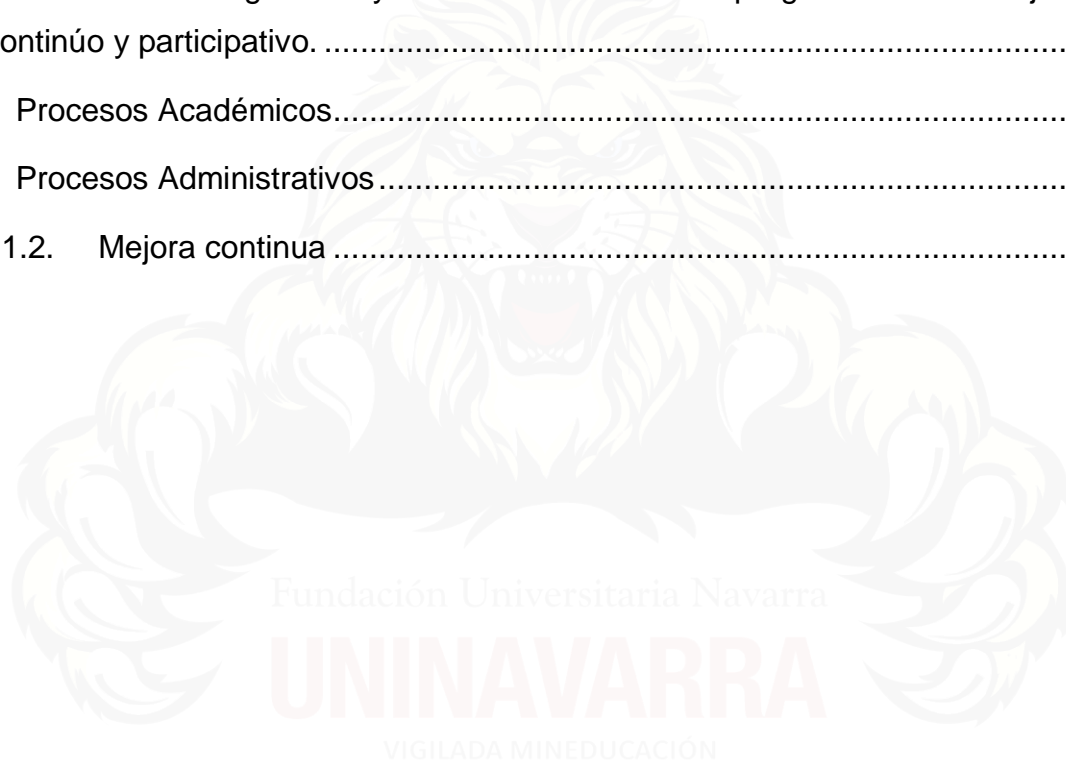 ontinúo y participativo. ........................................................................................
Procesos Académicos........................................................................................
Procesos Administrativos...................................................................................
1.2. Mejora continua ........................................................................................
Fundación Universitaria Navarra
UNINAVARRA
VIGILADA MINEDUCACIÓN